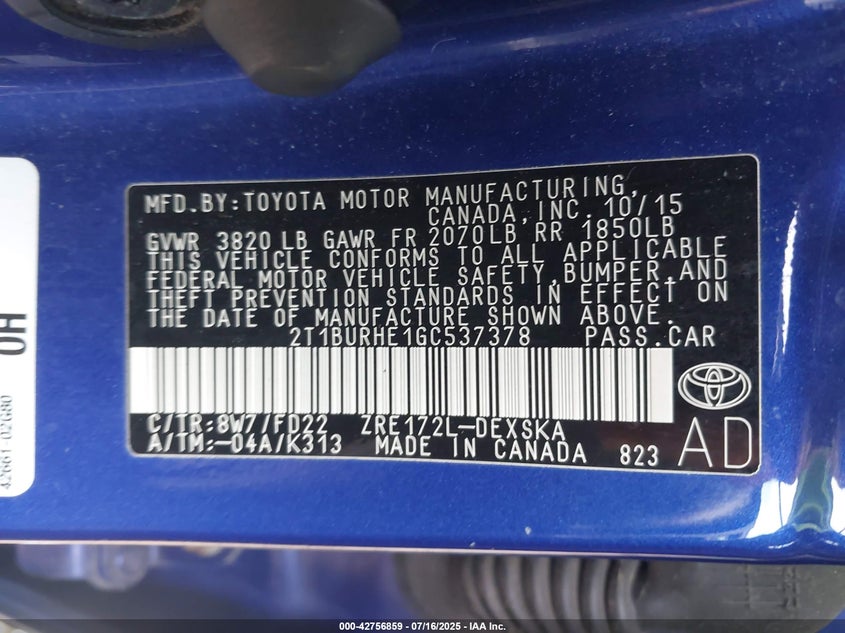 MFD.BY:TOYOTA MOTOR MANUFACTURING,
CANADA,INC. 10/15
GVWR 3820 LB GAWR FR 2070LB RR 1850LB
THIS VEHICLE CONFORMS TO ALL APPLICABLE
FEDERAL MOTOR VEHICLE SAFETY,BUMPER,AND
THEFT PREVENTION STANDARDS IN EFFECT ON
THE DATE OF MANUFACTURE SHOWN ABOVE.
2T1BURHE1GC537378 PASS.CAR
C/TR:8W7/FD22 ZRE172L-DEXSKA
A/TM:-04A/K313 MADE IN CANADA 823
AD
HO
42661-02G80
000-42756859 - 07/16/2025 - IAA Inc.